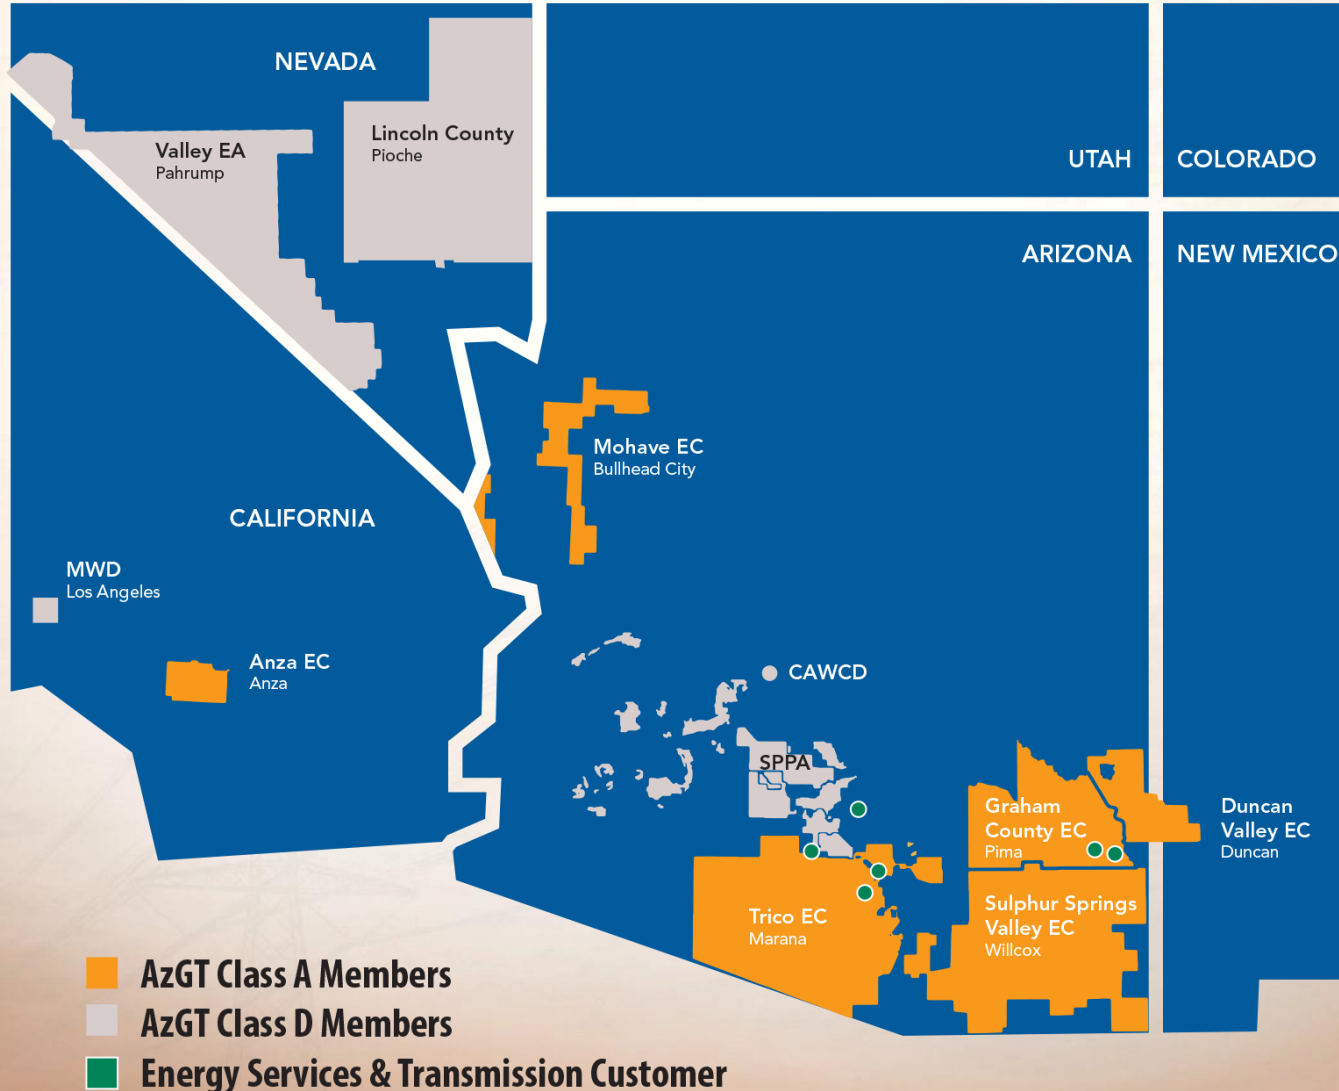 NEVADA
Lincoln County
Pioche
Valley EA
Pahrump
UTAH
COLORADO
ARIZONA
NEW MEXICO
Mohave EC
Bullhead City
CALIFORNIA
MWD
Los Angeles
Anza EC
Anza
CAWCD
SPPA
Graham
County EC
Pima
Duncan
Valley EC
Duncan
Trico EC
Marana
Sulphur Springs
Valley EC
Willcox
AzGT Class A Members
AzGT Class D Members
Energy Services & Transmission Customer